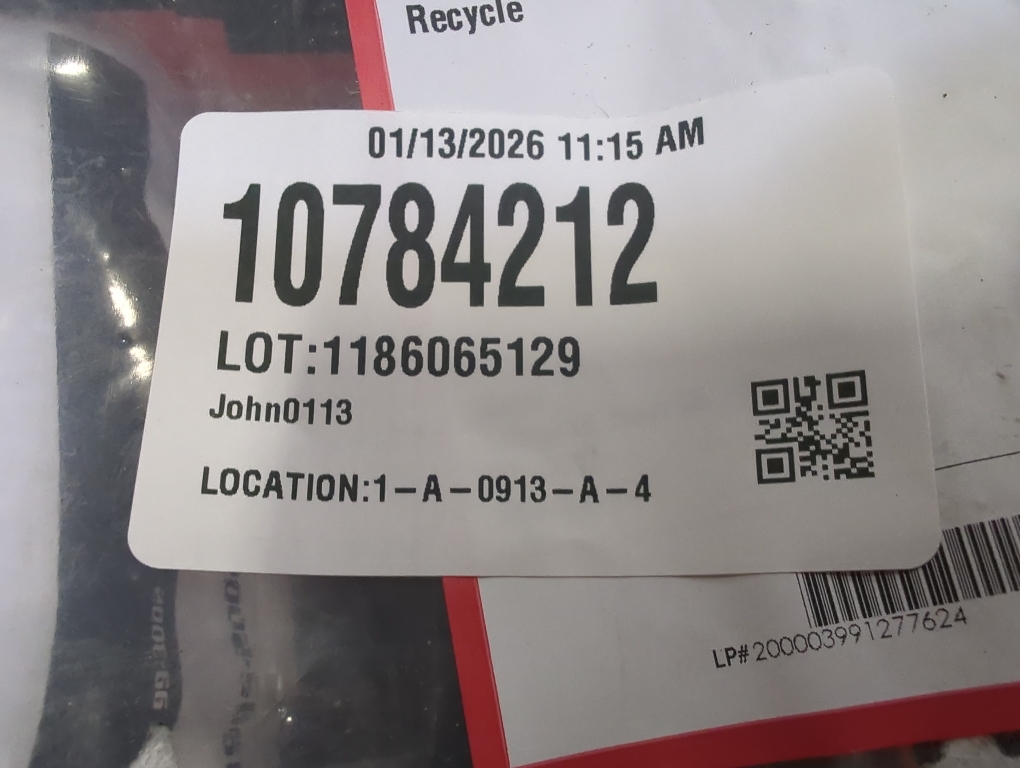 Recycle
01/13/2026 11:15 AM
10784212
LOT:1186065129
John0113
LOCATION:1-A-0913-A-4
LP# 200003991277624